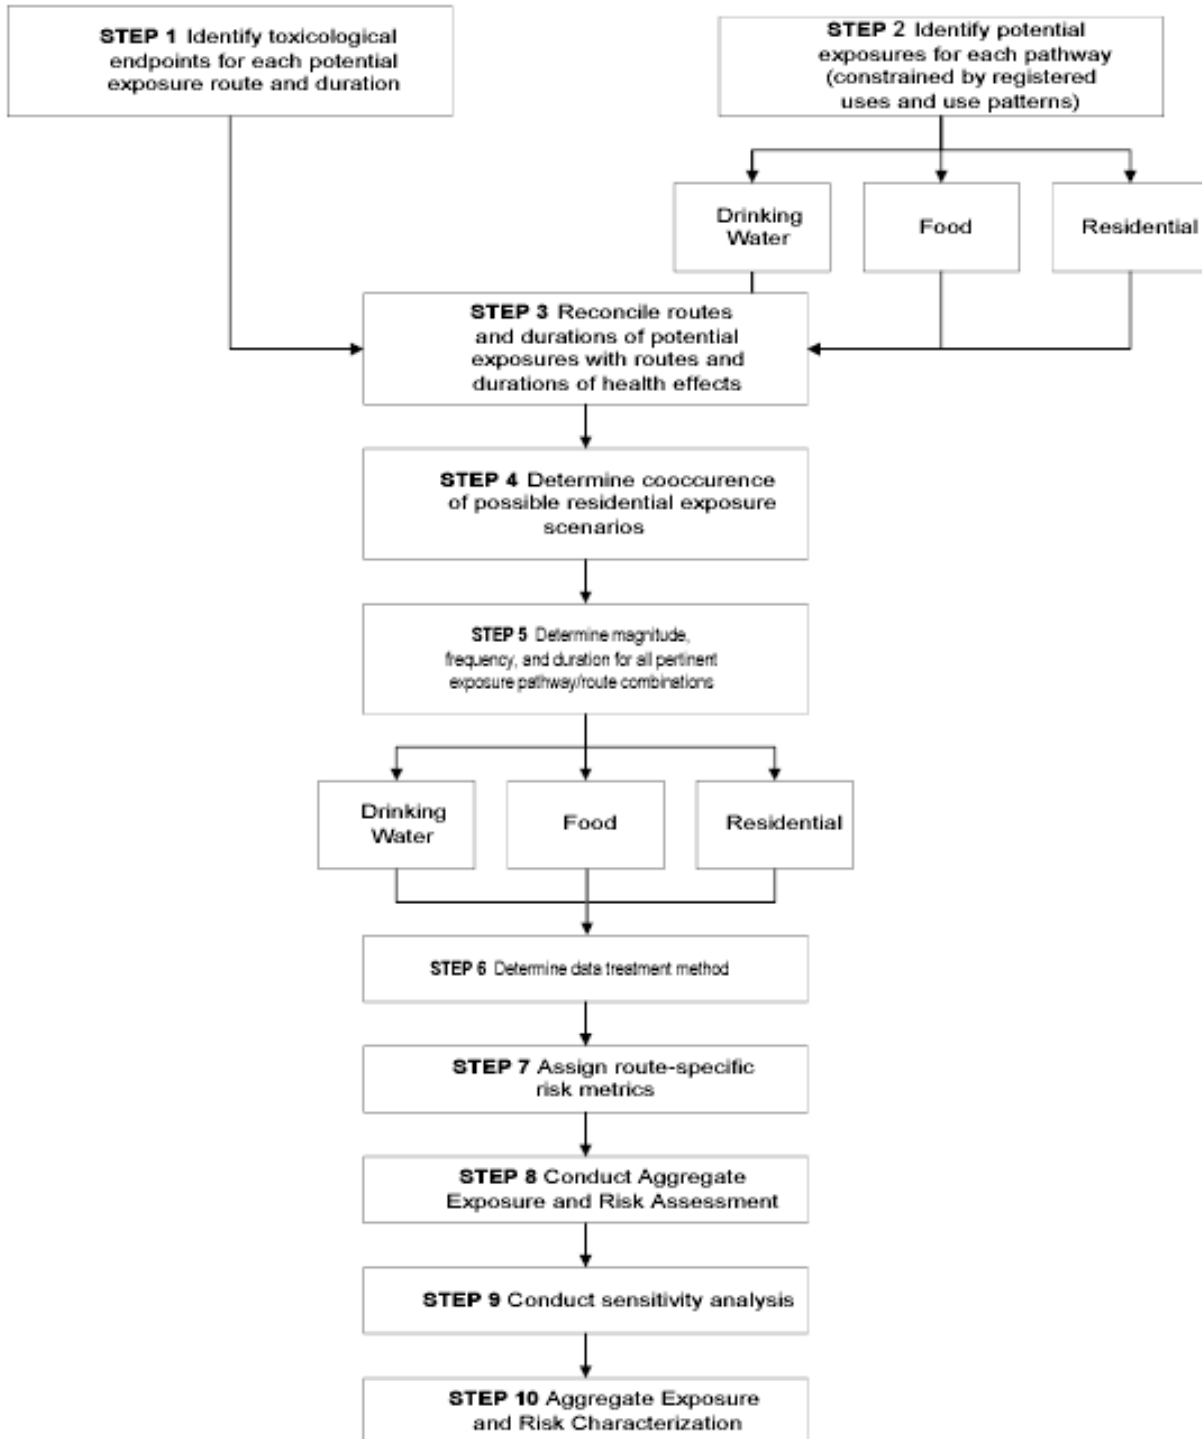 STEP 1 Identify toxicological
endpoints for each potential
exposure route and duration
STEP 2 Identify potential
exposures for each pathway
(constrained by registered
uses and use patterns)
Drinking
Water
Food
Residential
STEP 3 Reconcile routes
and durations of potential
exposures with routes and
durations of health effects
STEP 4 Determine cooccurence
of possible residential exposure
scenarios
STEP 5 Determine magnitude,
frequency, and duration for all pertinent
exposure pathway/route combinations
Drinking
Water
Food
Residential
STEP 6 Determine data treatment method
STEP 7 Assign route-specific
risk metrics
STEP 8 Conduct Aggregate
Exposure and Risk Assessment
STEP 9 Conduct sensitivity analysis
STEP 10 Aggregate Exposure
and Risk Characterization